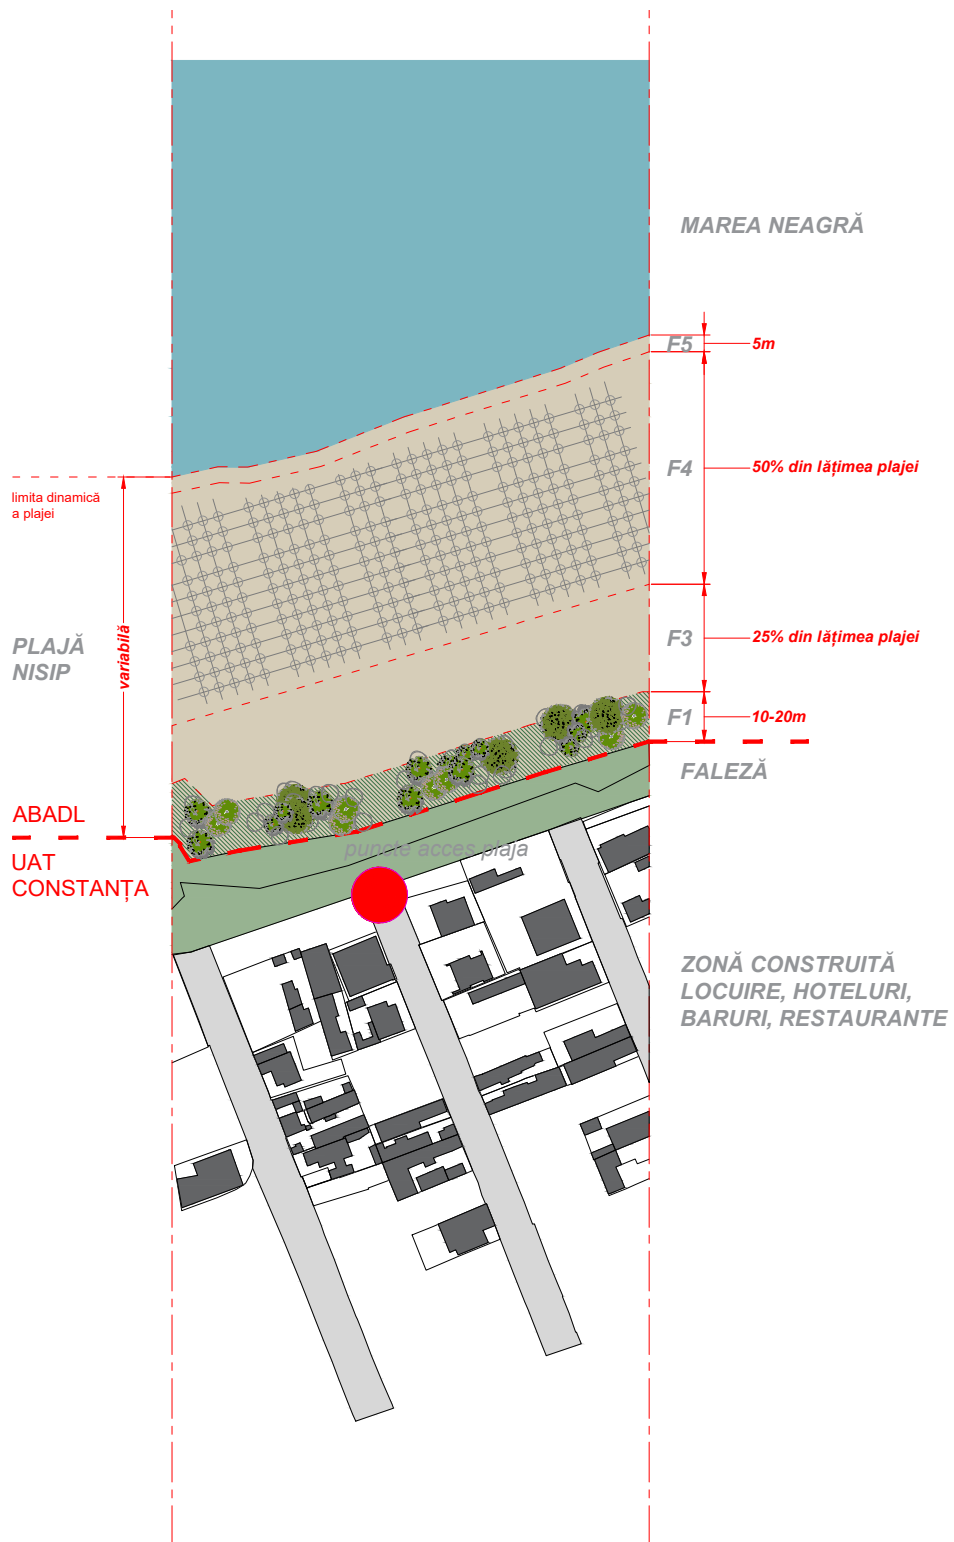 MAREA NEAGRĂ
F5
5m
F4
50% din lățimea plajei
limita dinamică
a plajei
variabilă
PLAJĂ
NISIP
F3
25% din lățimea plajei
F1
10-20m
FALEZĂ
ABADL
UAT
CONSTANȚA
puncte acces plaja
ZONĂ CONSTRUITĂ
LOCUIRE, HOTELURI,
BARURI, RESTAURANTE